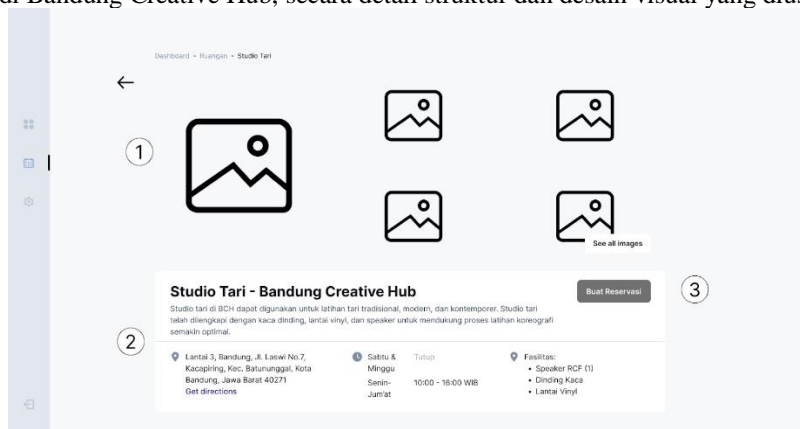 di Bandung Creative Hub, secara detail struktur dan desain visual yang
Dashboard • Ruangan • Studio Tari
1
See all images
Studio Tari - Bandung Creative Hub
Buat Reservasi
3
Studio tari di BCH dapat digunakan untuk latihan tari tradisional, modern, dan kontemporer. Studio tari
telah dilengkapi dengan kaca dinding, lantai vinyl, dan speaker untuk mendukung proses latihan koreografi
semakin optimal.
2
Lantai 3, Bandung, Jl. Laswi No.7,
Kacapiring, Kec. Batununggal, Kota
Bandung, Jawa Barat 40271
Get directions
Sabtu &
Minggu
Tutup
Senin-
Jum'at
10:00 - 16:00 WIB
Fasilitas:
• Speaker RCF (1)
• Dinding Kaca
• Lantai Vinyl